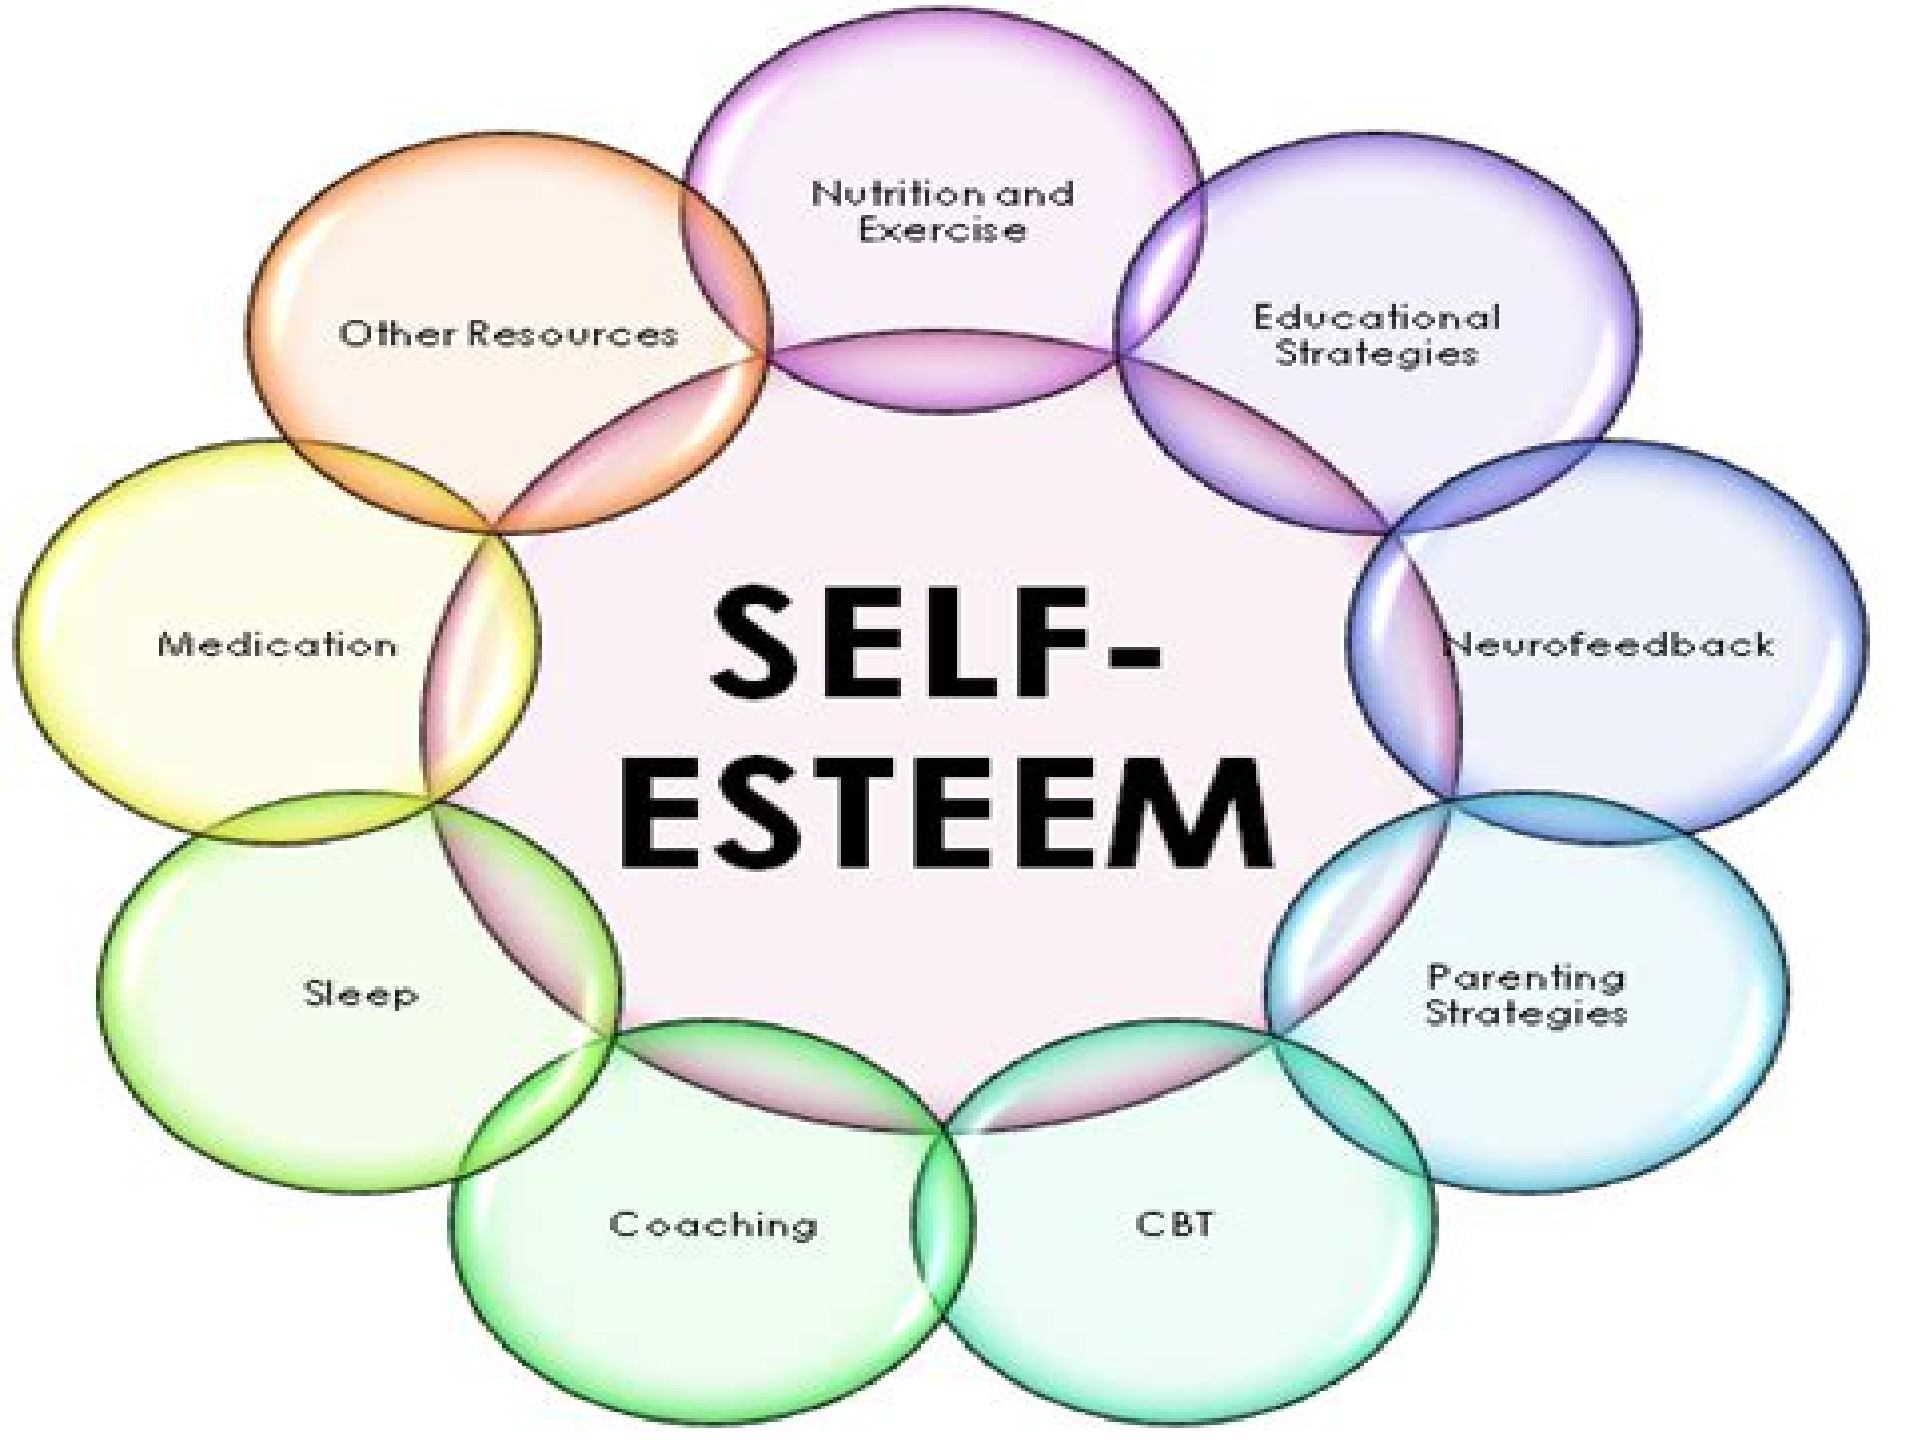 Nutrition and
Exercise
Educational
Strategies
Neurofeedback
Parenting
Strategies
CBT
Coaching
Sleep
Medication
Other Resources
SELF-
ESTEEM